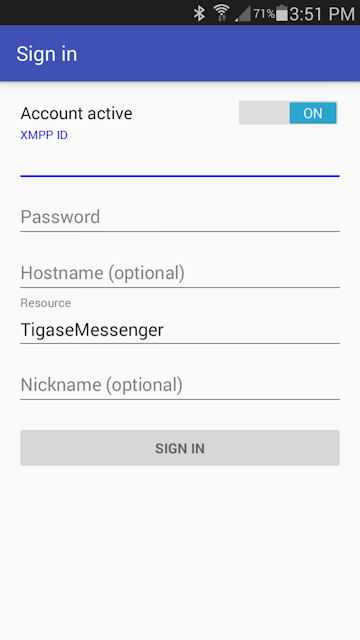 71% 3:51 PM
Sign in
Account active ON
XMPP ID
Password
Hostname (optional)
Resource
TigaseMessenger
Nickname (optional)
SIGN IN